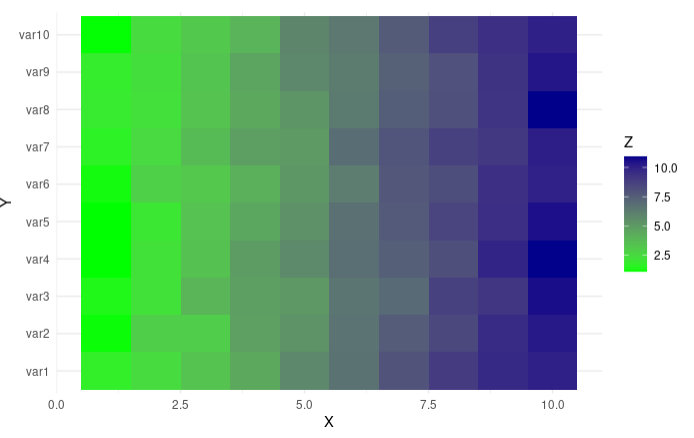 var10
var9
var8
var7
var6
var5
var4
var3
var2
var1
Y
0.0 2.5 5.0 7.5 10.0
X
Z
10.0
7.5
5.0
2.5